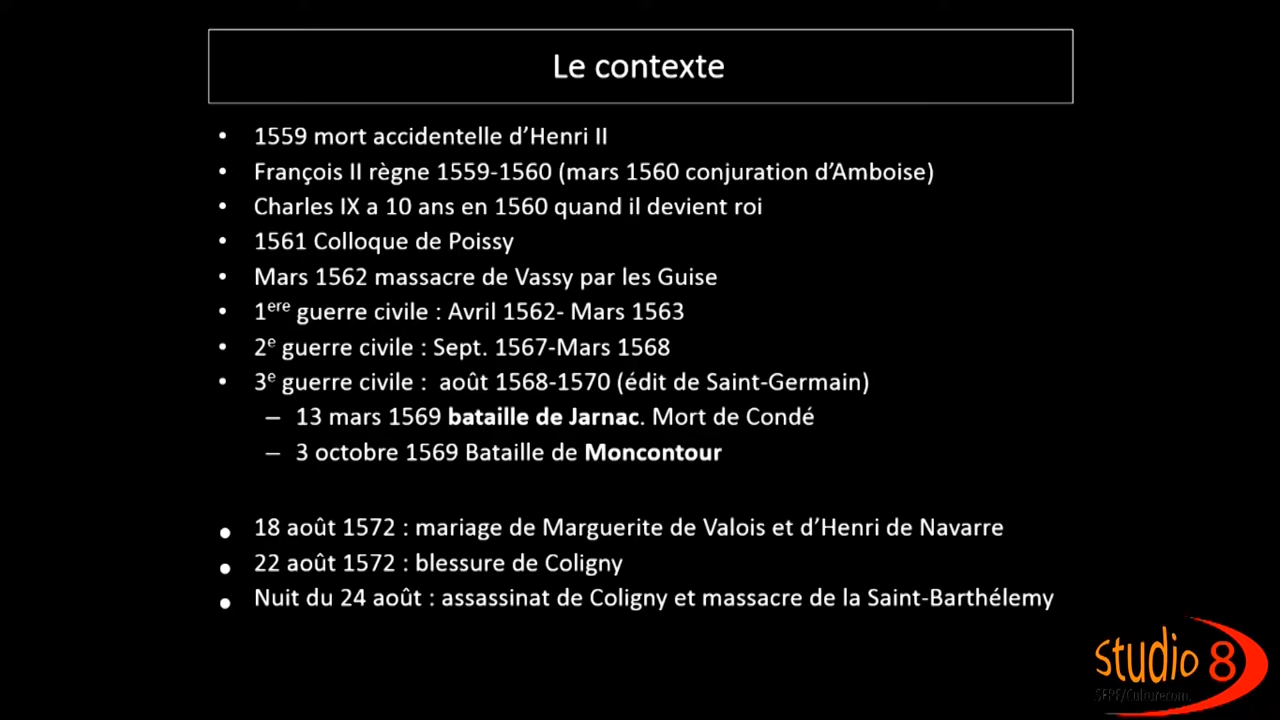 Le contexte
• 1559 mort accidentelle d’Henri II
• François II règne 1559-1560 (mars 1560 conjuration d’Amboise)
• Charles IX a 10 ans en 1560 quand il devient roi
• 1561 Colloque de Poissy
• Mars 1562 massacre de Vassy par les Guise
• 1ere guerre civile : Avril 1562- Mars 1563
• 2e guerre civile : Sept. 1567-Mars 1568
• 3e guerre civile :  août 1568-1570 (édit de Saint-Germain)
– 13 mars 1569 bataille de Jarnac. Mort de Condé
– 3 octobre 1569 Bataille de Moncontour
• 18 août 1572 : mariage de Marguerite de Valois et d’Henri de Navarre
• 22 août 1572 : blessure de Coligny
• Nuit du 24 août : assassinat de Coligny et massacre de la Saint-Barthélemy
studio 8